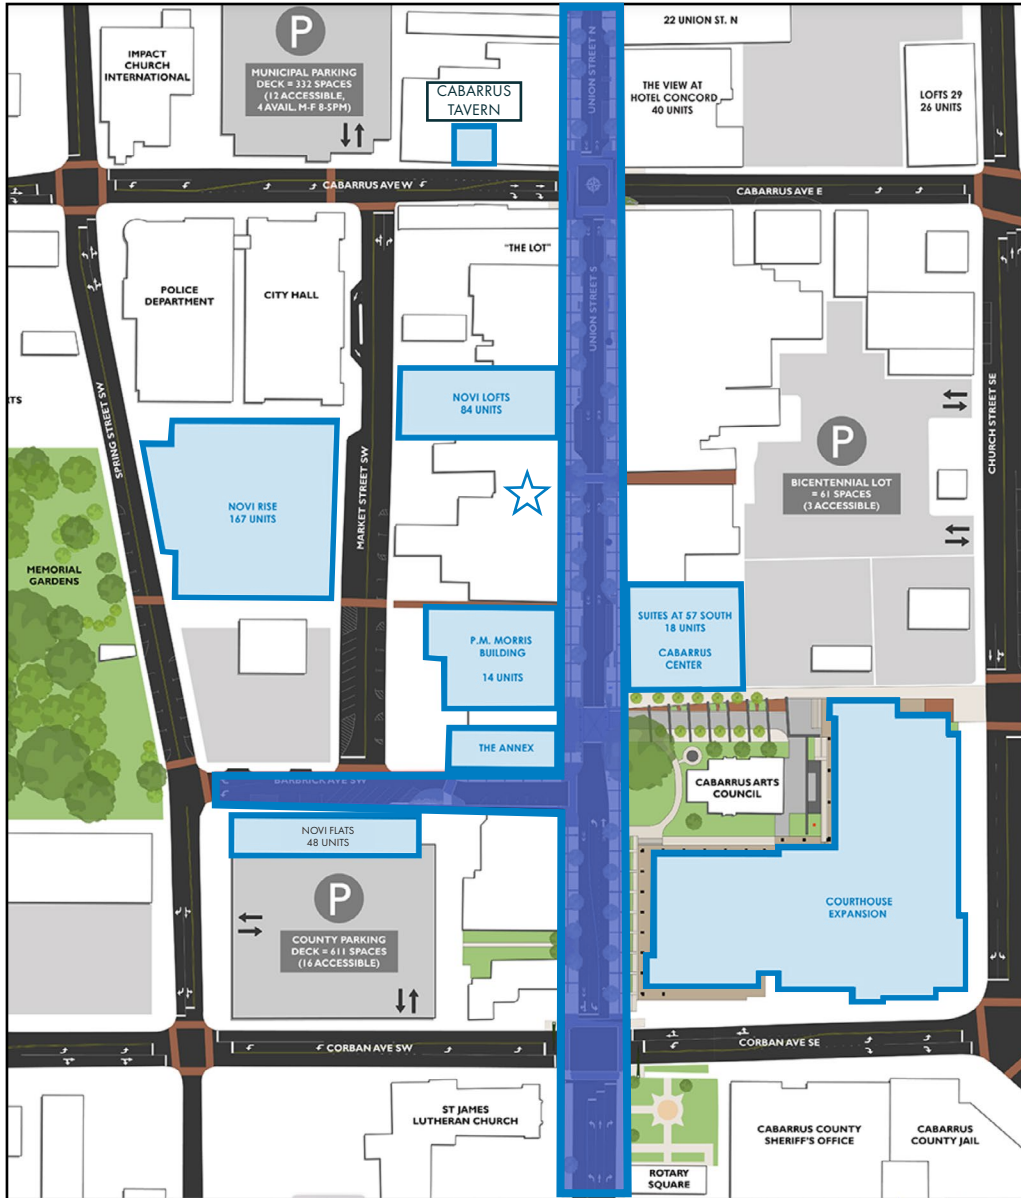 22 UNION ST. N
IMPACT
CHURCH
INTERNATIONAL
P
MUNICIPAL PARKING
DECK = 332 SPACES
(12 ACCESSIBLE,
4 AVAIL. M-F 8-5PM)
CABARRUS
TAVERN
UNION STREET N
THE VIEW AT
HOTEL CONCORD
40 UNITS
LOFTS 29
26 UNITS
CABARRUS AVE W
CABARRUS AVE E
"THE LOT"
POLICE
DEPARTMENT
CITY HALL
UNION STREET S
RTS
SPRING STREET SW
MARKET STREET SW
CHURCH STREET SE
NOVI LOFTS
84 UNITS
P
BICENTENNIAL LOT
= 61 SPACES
(3 ACCESSIBLE)
NOVI RISE
167 UNITS
MEMORIAL
GARDENS
P.M. MORRIS
BUILDING
14 UNITS
SUITES AT 57 SOUTH
18 UNITS
CABARRUS
CENTER
THE ANNEX
BARBRICK AVE SW
CABARRUS ARTS
COUNCIL
NOVI FLATS
48 UNITS
P
COUNTY PARKING
DECK = 611 SPACES
(16 ACCESSIBLE)
COURTHOUSE
EXPANSION
CORBAN AVE SW
CORBAN AVE SE
ST JAMES
LUTHERAN CHURCH
CABARRUS COUNTY
SHERIFF'S OFFICE
CABARRUS
COUNTY JAIL
ROTARY
SQUARE